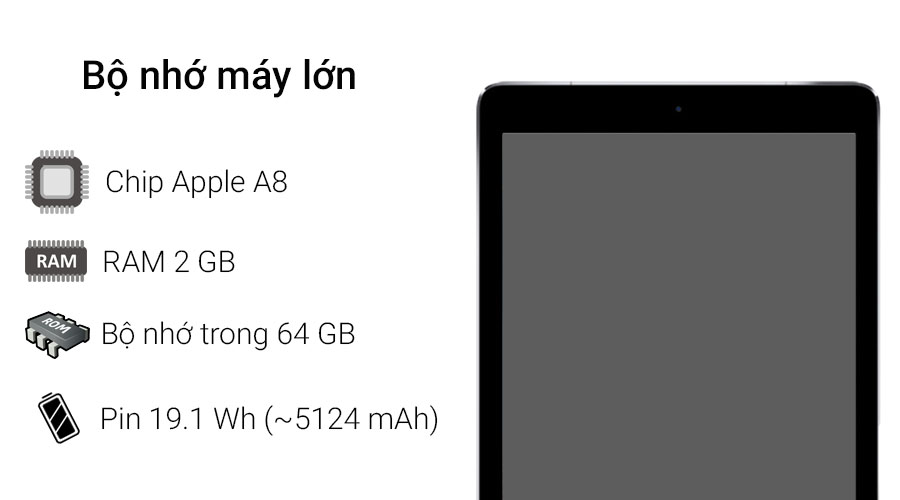 Bộ nhớ máy lớn
Chip Apple A8
RAM
RAM 2 GB
ROM
Bộ nhớ trong 64 GB
Pin 19.1 Wh (~5124 mAh)